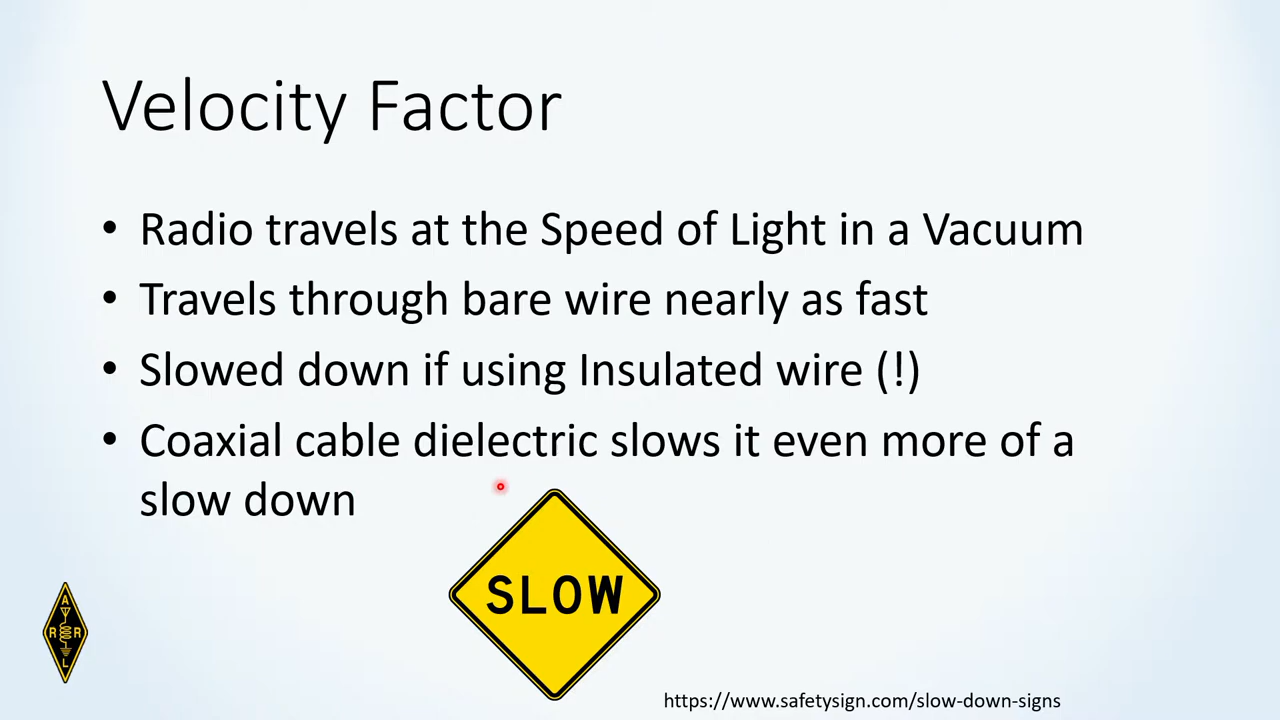 Velocity Factor
• Radio travels at the Speed of Light in a Vacuum
• Travels through bare wire nearly as fast
• Slowed down if using Insulated wire (!)
• Coaxial cable dielectric slows it even more of a
slow down
SLOW
A
R R
L
https://www.safetysign.com/slow-down-signs